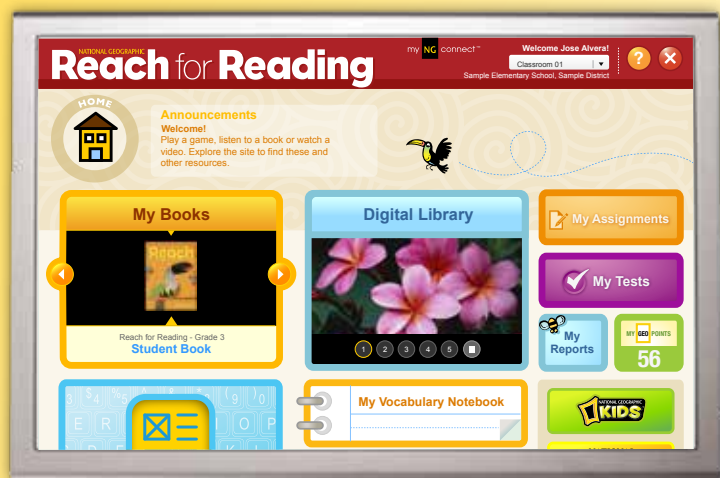 NATIONAL GEOGRAPHIC
Reach for Reading
my NG connect™
Welcome Jose Alvera!
Classroom 01
Sample Elementary School, Sample District
?
HOME
Announcements
Welcome!
Play a game, listen to a book or watch a
video. Explore the site to find these and
other resources.
My Books
Reach
Reach for Reading - Grade 3
Student Book
Digital Library
1 2 3 4 5
My Assignments
My Tests
My
Reports
MY GEO POINTS
56
My Vocabulary Notebook
NATIONAL GEOGRAPHIC
KIDS